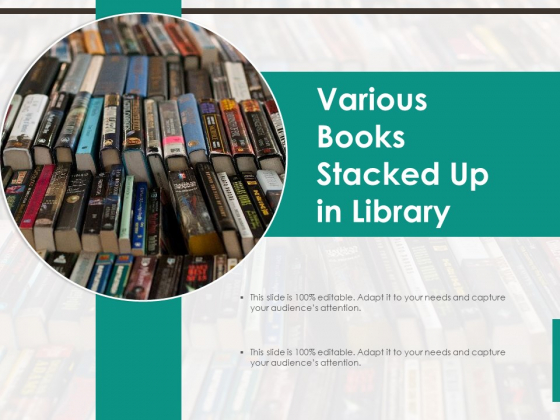 Various
Books
Stacked Up
in Library
• This slide is 100% editable. Adapt it to your needs and capture
your audience's attention.
• This slide is 100% editable. Adapt it to your needs and capture
your audience's attention.